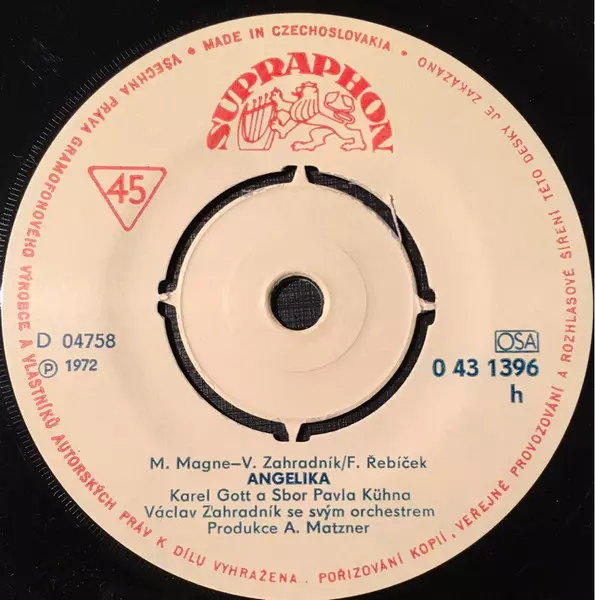 VŠECHNA PRÁVA GRAMOFONOVÉHO VÝROBCE A VLASTNÍKŮ AUTORSKÝCH PRÁV K DÍLU VYHRAŽENA. POŘIZOVÁNÍ KOPIÍ, VEŘEJNÉ PROVOZOVÁNÍ A ROZHLASOVÉ ŠÍŘENÍ TÉTO DESKY JE ZAKÁZÁNO
• MADE IN CZECHOSLOVAKIA •
SUPRAPHON
45
D 04758
℗ 1972
OSA
0 43 1396
h
M. Magne–V. Zahradník/F. Řebíček
ANGELIKA
Karel Gott a Sbor Pavla Kühna
Václav Zahradník se svým orchestrem
Produkce A. Matzner